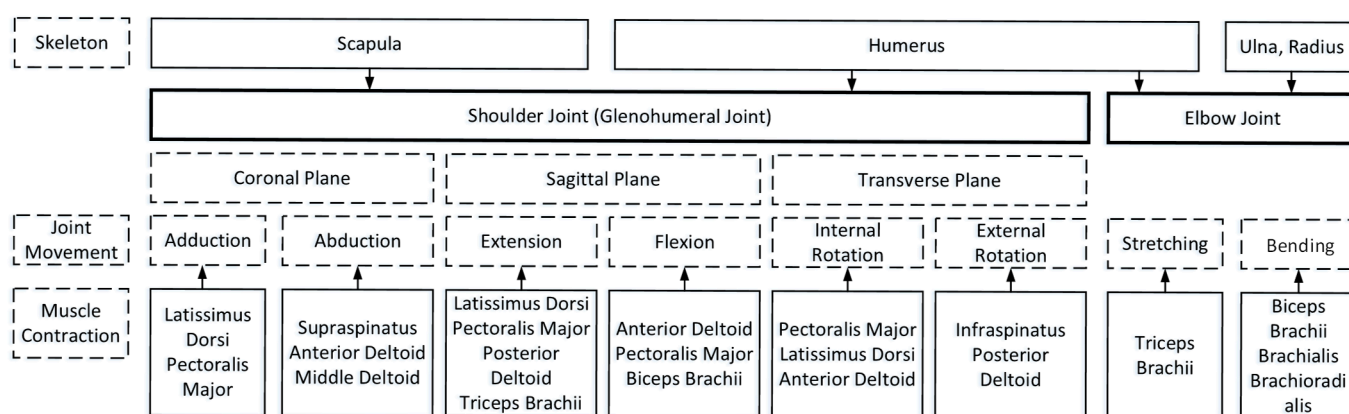 Skeleton
Scapula
Humerus
Ulna, Radius
Shoulder Joint (Glenohumeral Joint)
Elbow Joint
Coronal Plane
Sagittal Plane
Transverse Plane
Joint
Movement
Adduction
Abduction
Extension
Flexion
Internal
Rotation
External
Rotation
Stretching
Bending
Muscle
Contraction
Latissimus
Dorsi
Pectoralis
Major
Supraspinatus
Anterior Deltoid
Middle Deltoid
Latissimus Dorsi
Pectoralis Major
Posterior
Deltoid
Triceps Brachii
Anterior Deltoid
Pectoralis Major
Biceps Brachii
Pectoralis Major
Latissimus Dorsi
Anterior Deltoid
Infraspinatus
Posterior
Deltoid
Triceps
Brachii
Biceps
Brachii
Brachialis
Brachioradi
alis